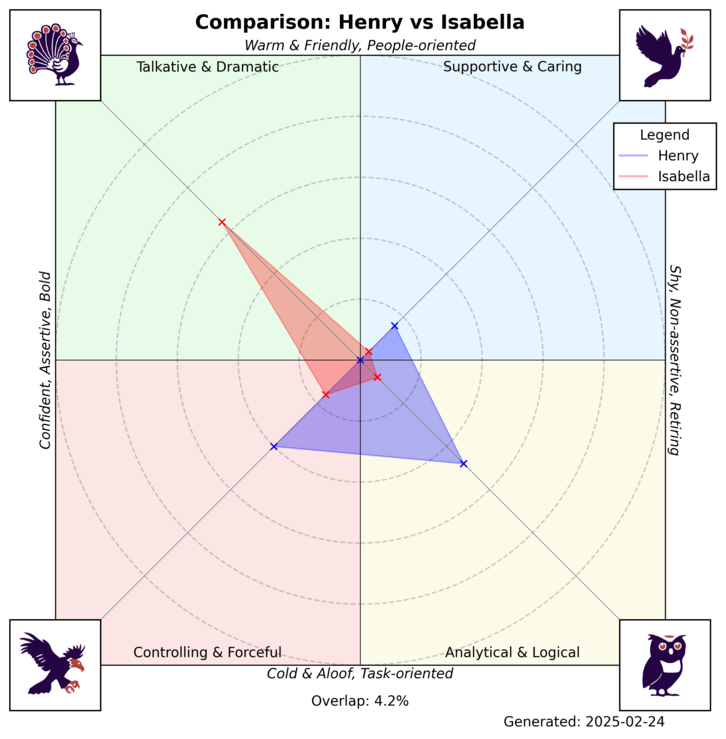 Comparison: Henry vs Isabella
Warm & Friendly, People-oriented
Talkative & Dramatic
Supportive & Caring
Legend
Henry
Isabella
Confident, Assertive, Bold
Shy, Non-assertive, Retiring
Controlling & Forceful
Analytical & Logical
Cold & Aloof, Task-oriented
Overlap: 4.2%
Generated: 2025-02-24